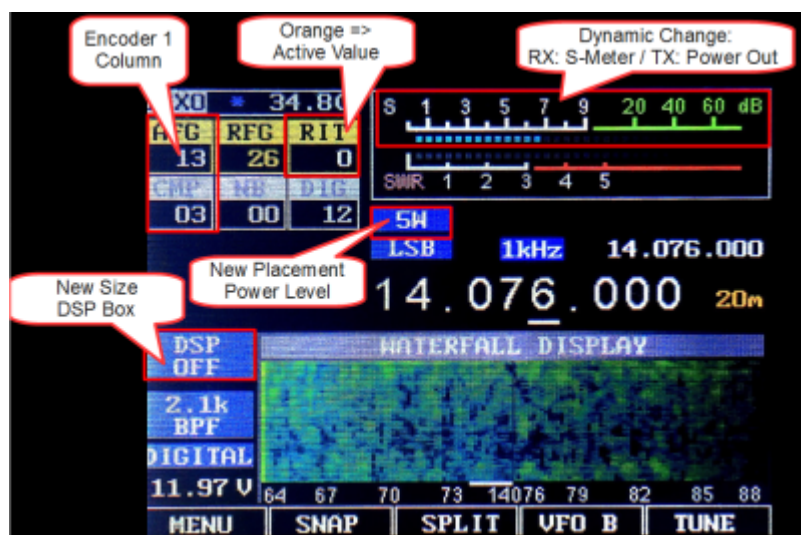 Encoder 1
Column
Orange =>
Active Value
Dynamic Change:
RX: S-Meter / TX: Power Out
* 34.80
S 1 3 5 7 9 20 40 60 dB
AFG RFG RIT
13 26 0
SWR 1 2 3 4 5
CMP NB DIG
03 00 12
5W
LSB 1kHz 14.076.000
New Placement
Power Level
14.076.000 20m
New Size
DSP Box
DSP
OFF
WATERFALL DISPLAY
2.1k
BPF
DIGITAL
11.97 V
64 67 70 73 14076 79 82 85 88
MENU SNAP SPLIT VFO B TUNE